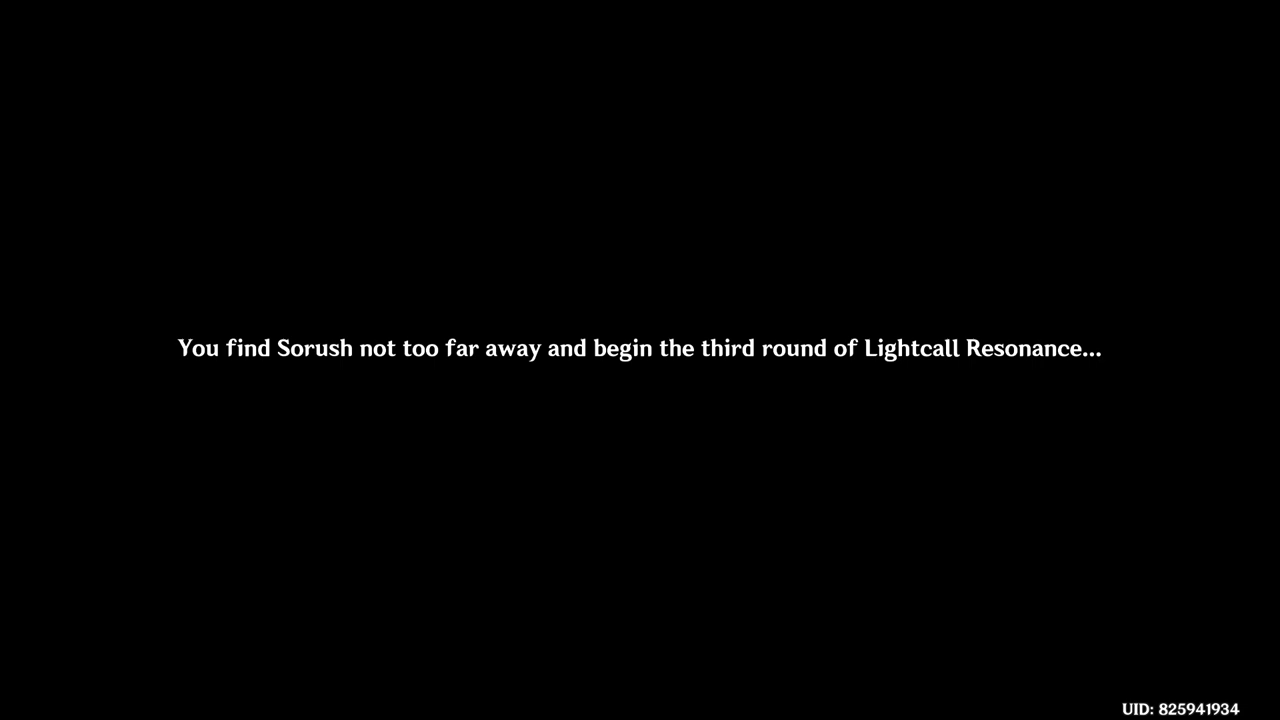 You find Sorush not too far away and begin the third round of Lightcall Resonance...
UID: 825941934